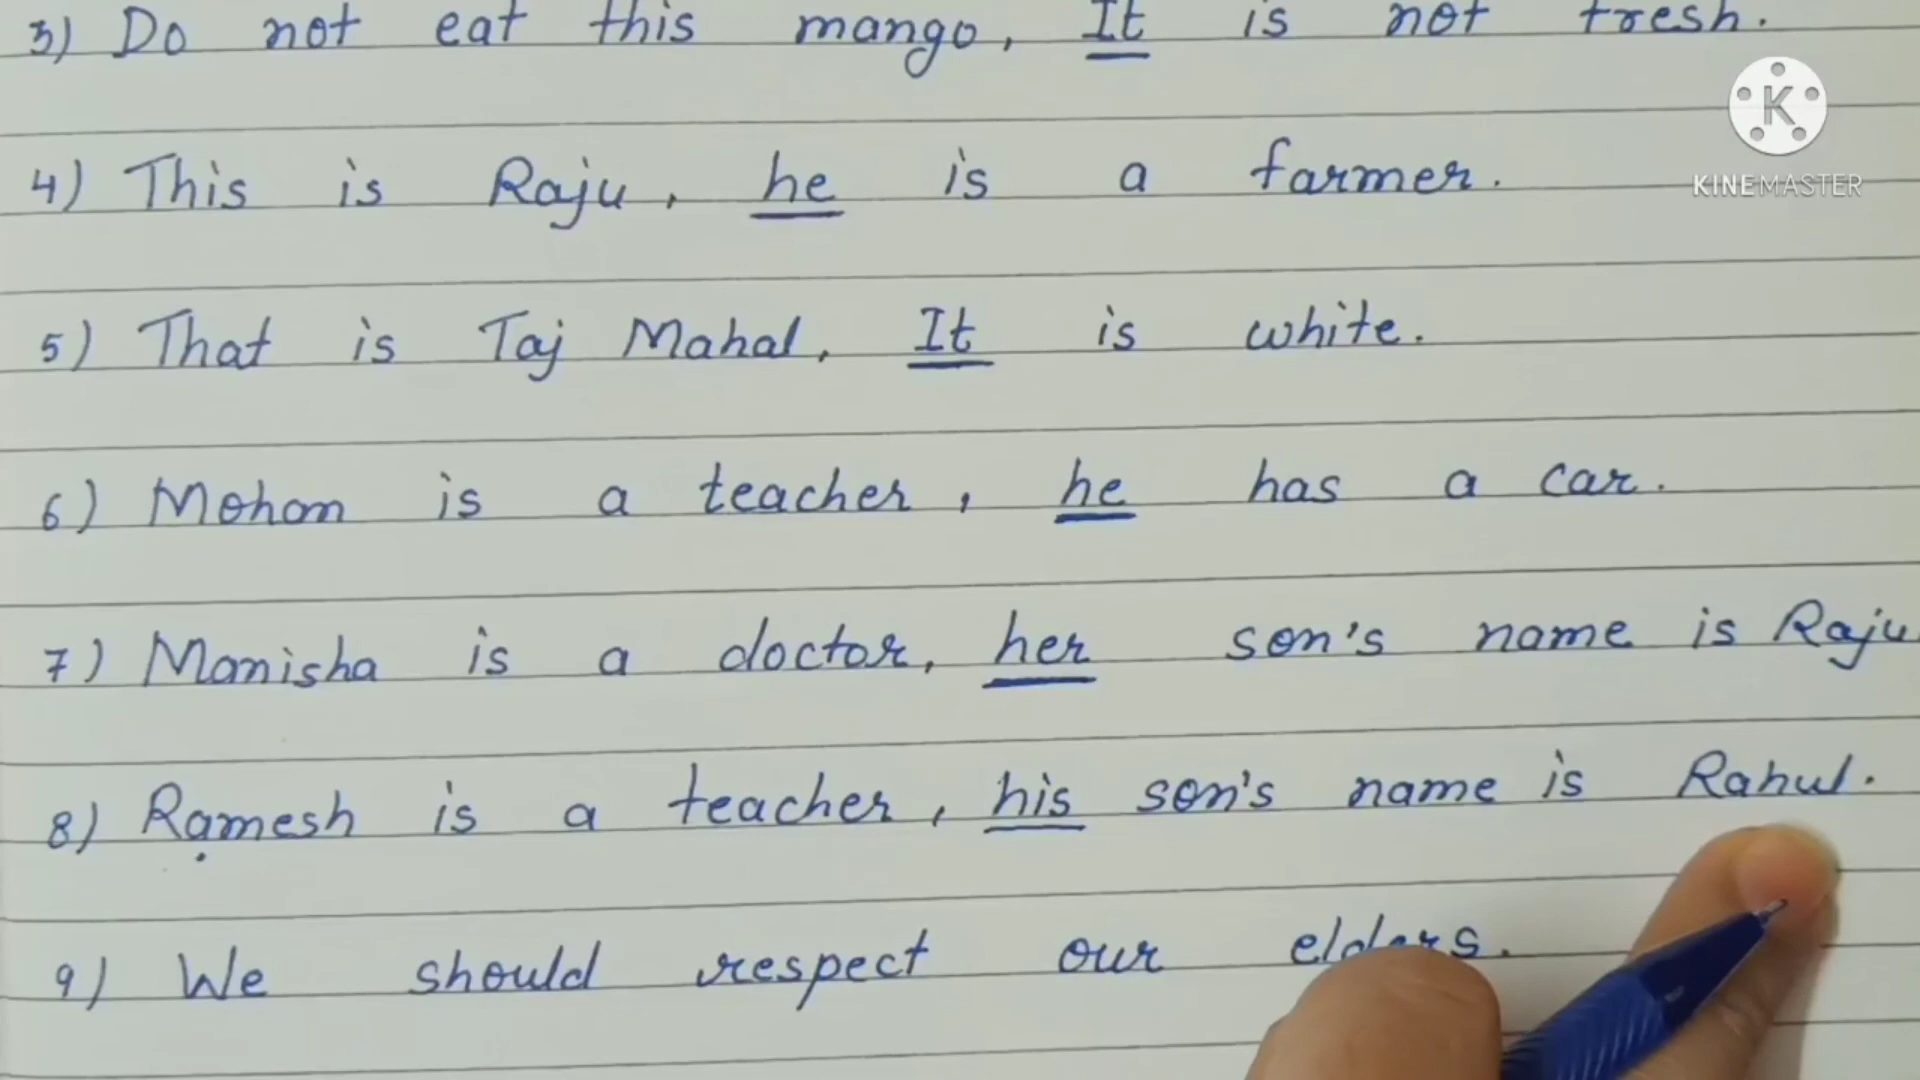 3) Do not eat this mango, It is not fresh.
K
KINEMASTER
4) This is Raju, he is a farmer.
5) That is Taj Mahal, It is white.
6) Mohan is a teacher, he has a car.
7) Manisha is a doctor, her son's name is Raju
8) Ramesh is a teacher, his son's name is Rahul.
9) We should respect our elders.